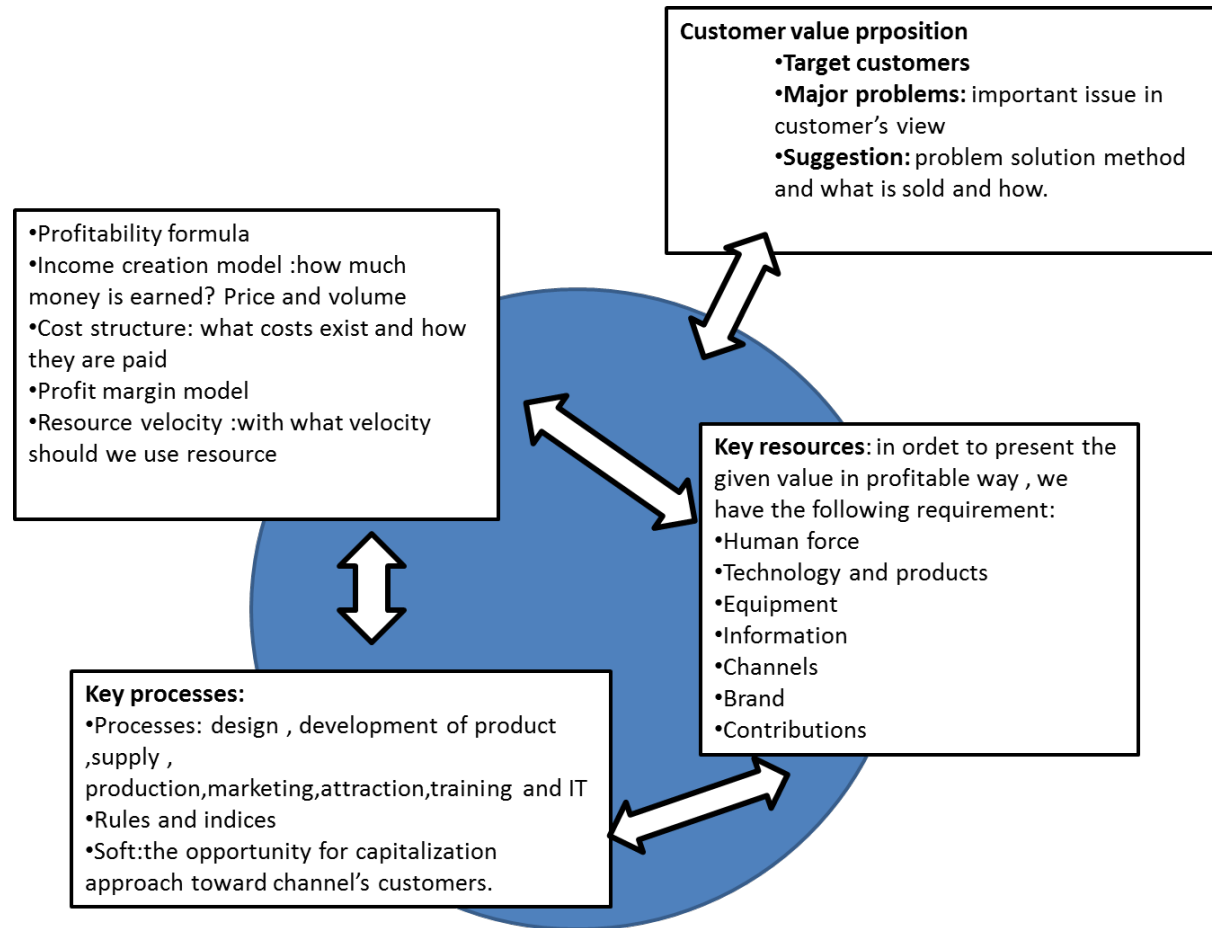 Customer value prposition
•Target customers
•Major problems: important issue in
customer's view
•Suggestion: problem solution method
and what is sold and how.
•Profitability formula
•Income creation model :how much
money is earned? Price and volume
•Cost structure: what costs exist and how
they are paid
•Profit margin model
•Resource velocity :with what velocity
should we use resource
Key resources: in ordet to present the
given value in profitable way , we
have the following requirement:
•Human force
•Technology and products
•Equipment
•Information
•Channels
•Brand
•Contributions
Key processes:
•Processes: design , development of product
,supply ,
production,marketing,attraction,training and IT
•Rules and indices
•Soft:the opportunity for capitalization
approach toward channel's customers.